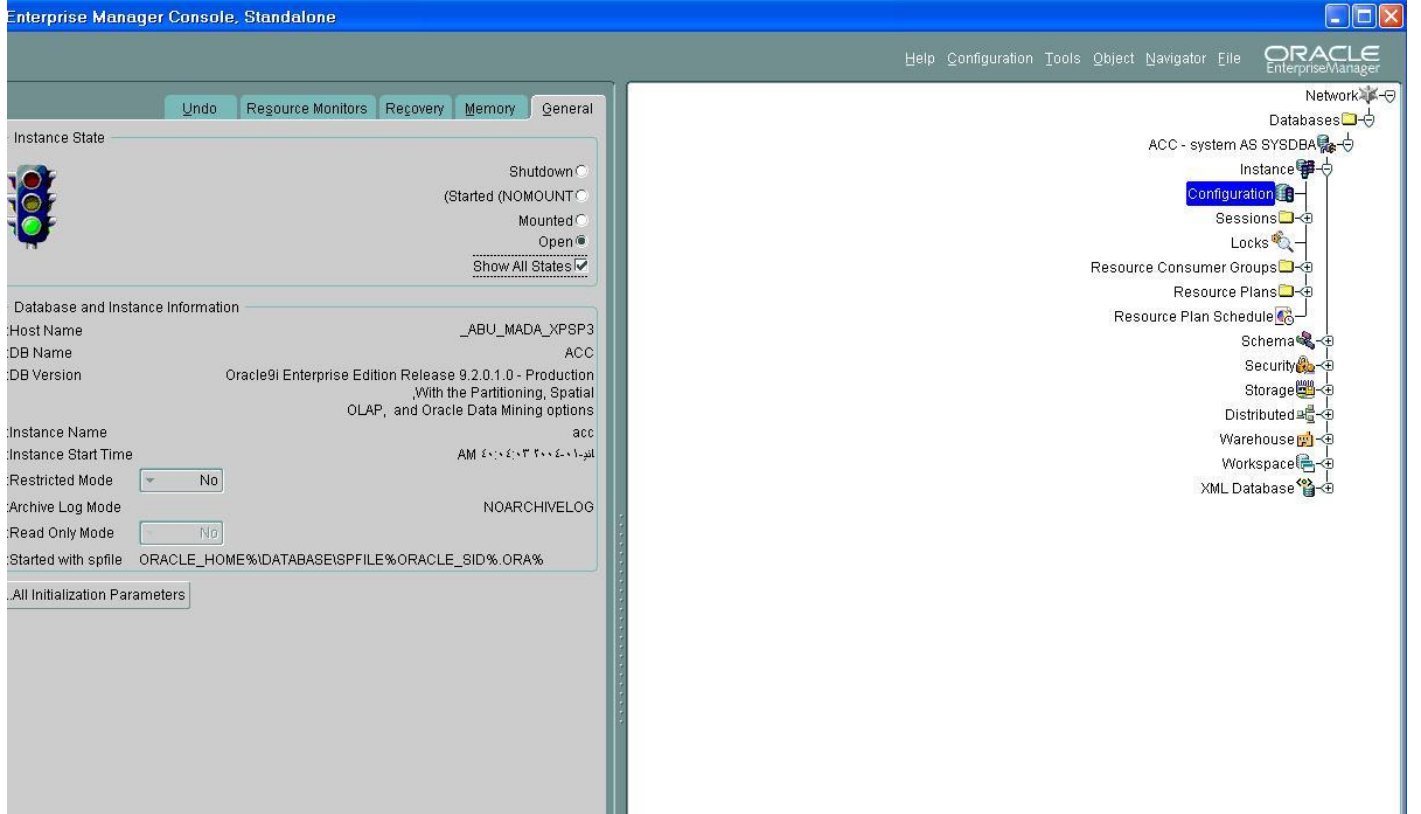 Enterprise Manager Console, Standalone
Help Configuration Tools Object Navigator File
ORACLE
EnterpriseManager
Undo Resource Monitors Recovery Memory General
Instance State
Shutdown
(Started (NOMOUNT
Mounted
Open
Show All States
Database and Instance Information
:Host Name _ABU_MADA_XPSP3
:DB Name ACC
:DB Version Oracle9i Enterprise Edition Release 9.2.0.1.0 - Production
,With the Partitioning, Spatial
OLAP, and Oracle Data Mining options
:Instance Name acc
:Instance Start Time AM
:Restricted Mode No
:Archive Log Mode NOARCHIVELOG
:Read Only Mode No
:Started with spfile ORACLE_HOME%\DATABASE\SPFILE%ORACLE_SID%.ORA%
..All Initialization Parameters
Network
Databases
ACC - system AS SYSDBA
Instance
Configuration
Sessions
Locks
Resource Consumer Groups
Resource Plans
Resource Plan Schedule
Schema
Security
Storage
Distributed
Warehouse
Workspace
XML Database